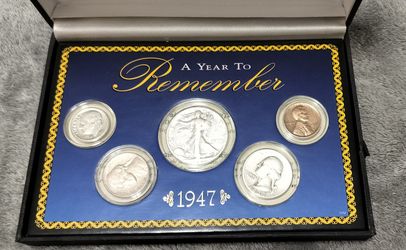 A YEAR TO
Remember
1947